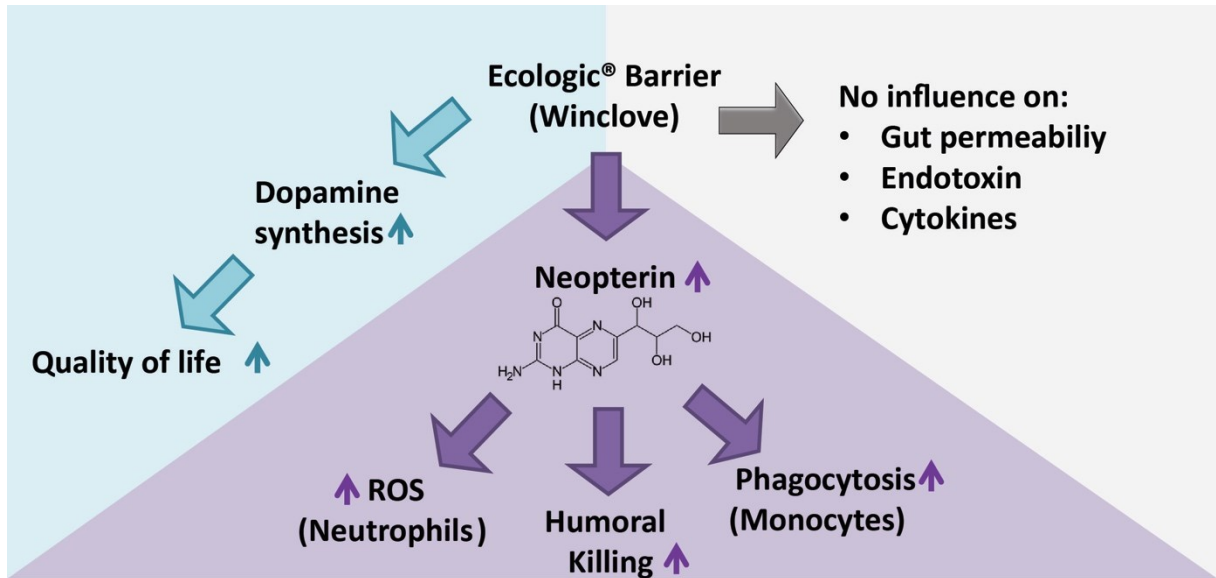 Ecologic® Barrier
(Winclove)
No influence on:
• Gut permeabiliy
• Endotoxin
• Cytokines
Dopamine
synthesis
Quality of life
Neopterin
O
OH
HN
N
OH
OH
H₂N
N
H
N
ROS
(Neutrophils)
Humoral
Killing
Phagocytosis
(Monocytes)